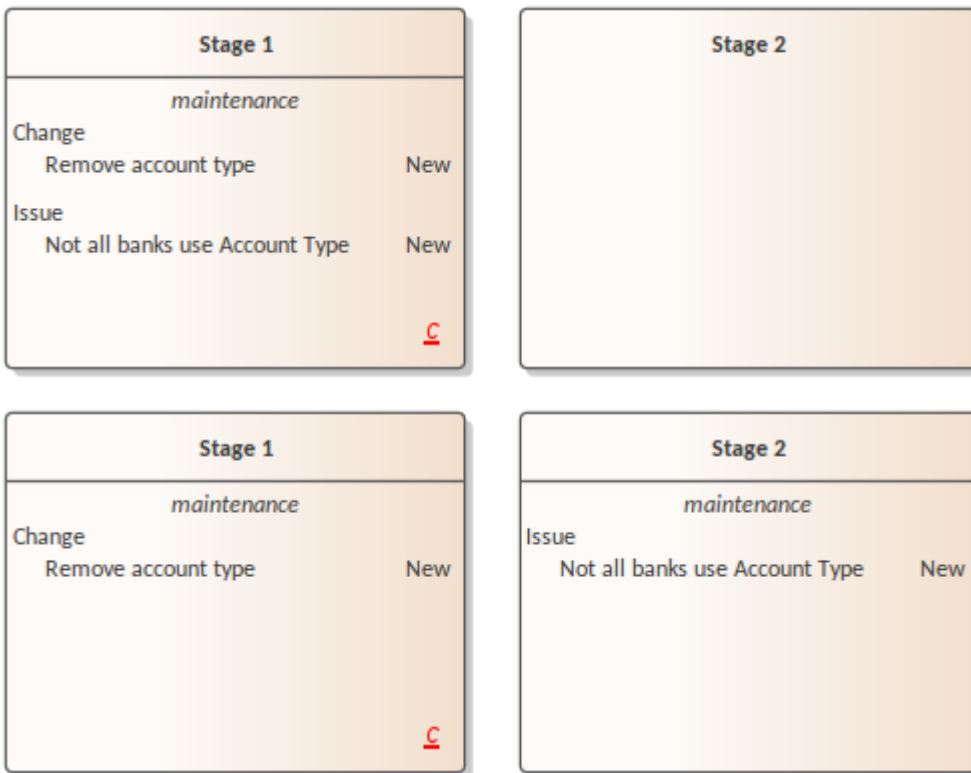 Stage 1
maintenance
Change
Remove account type New
Issue
Not all banks use Account Type New
C
Stage 2
Stage 1
maintenance
Change
Remove account type New
C
Stage 2
maintenance
Issue
Not all banks use Account Type New